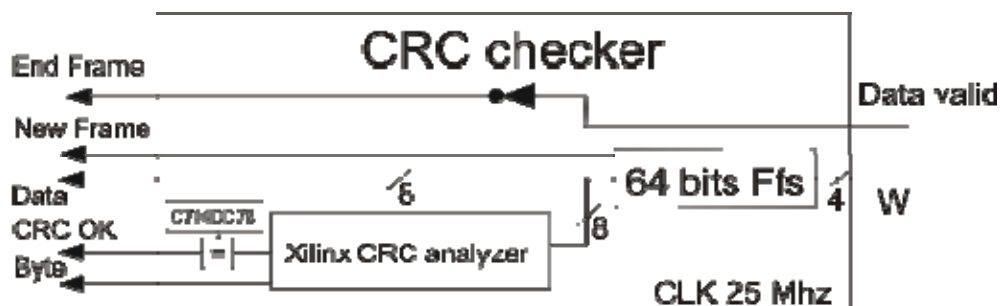 CRC checker
End Frame
Data valid
New Frame
6
64 bits Ffs
4
W
Data
8
CRC OK
=
Xilinx CRC analyzer
Byte
CLK 25 Mhz